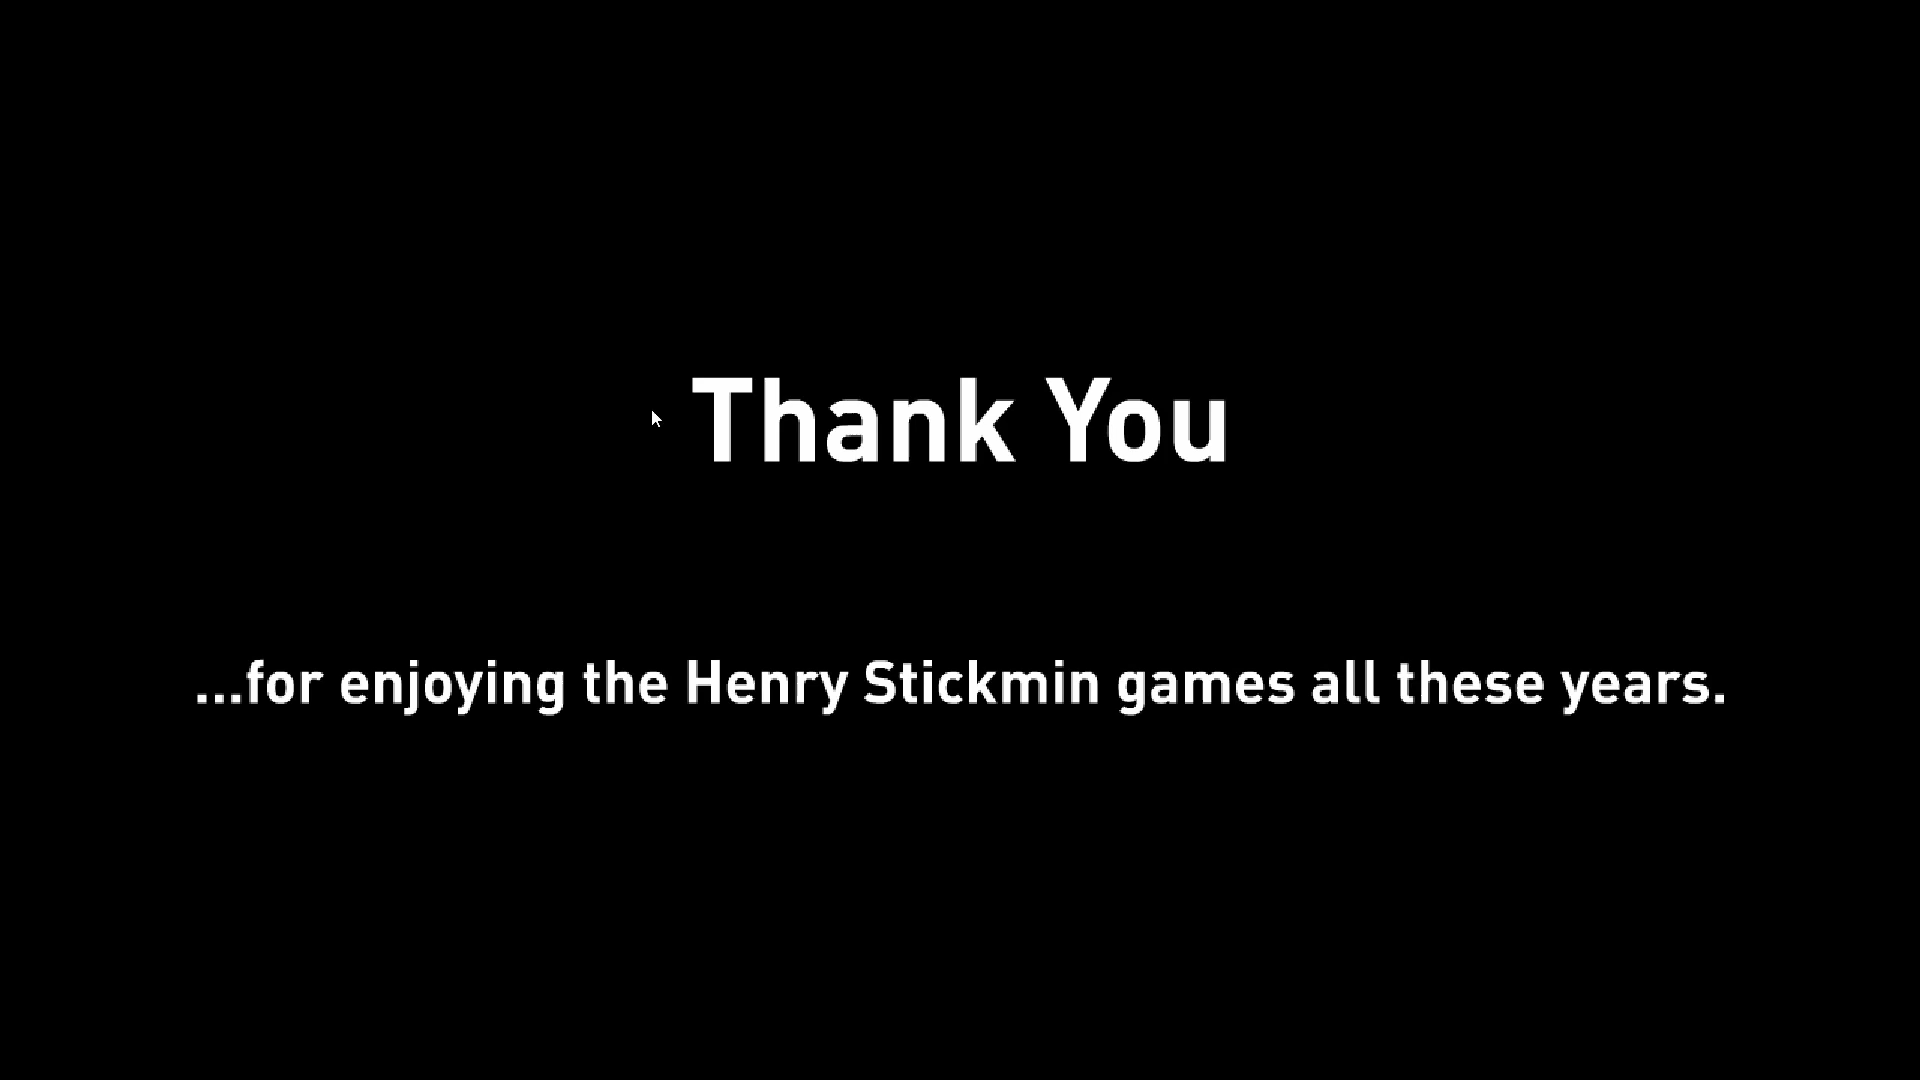 Thank You
...for enjoying the Henry Stickmin games all these years.